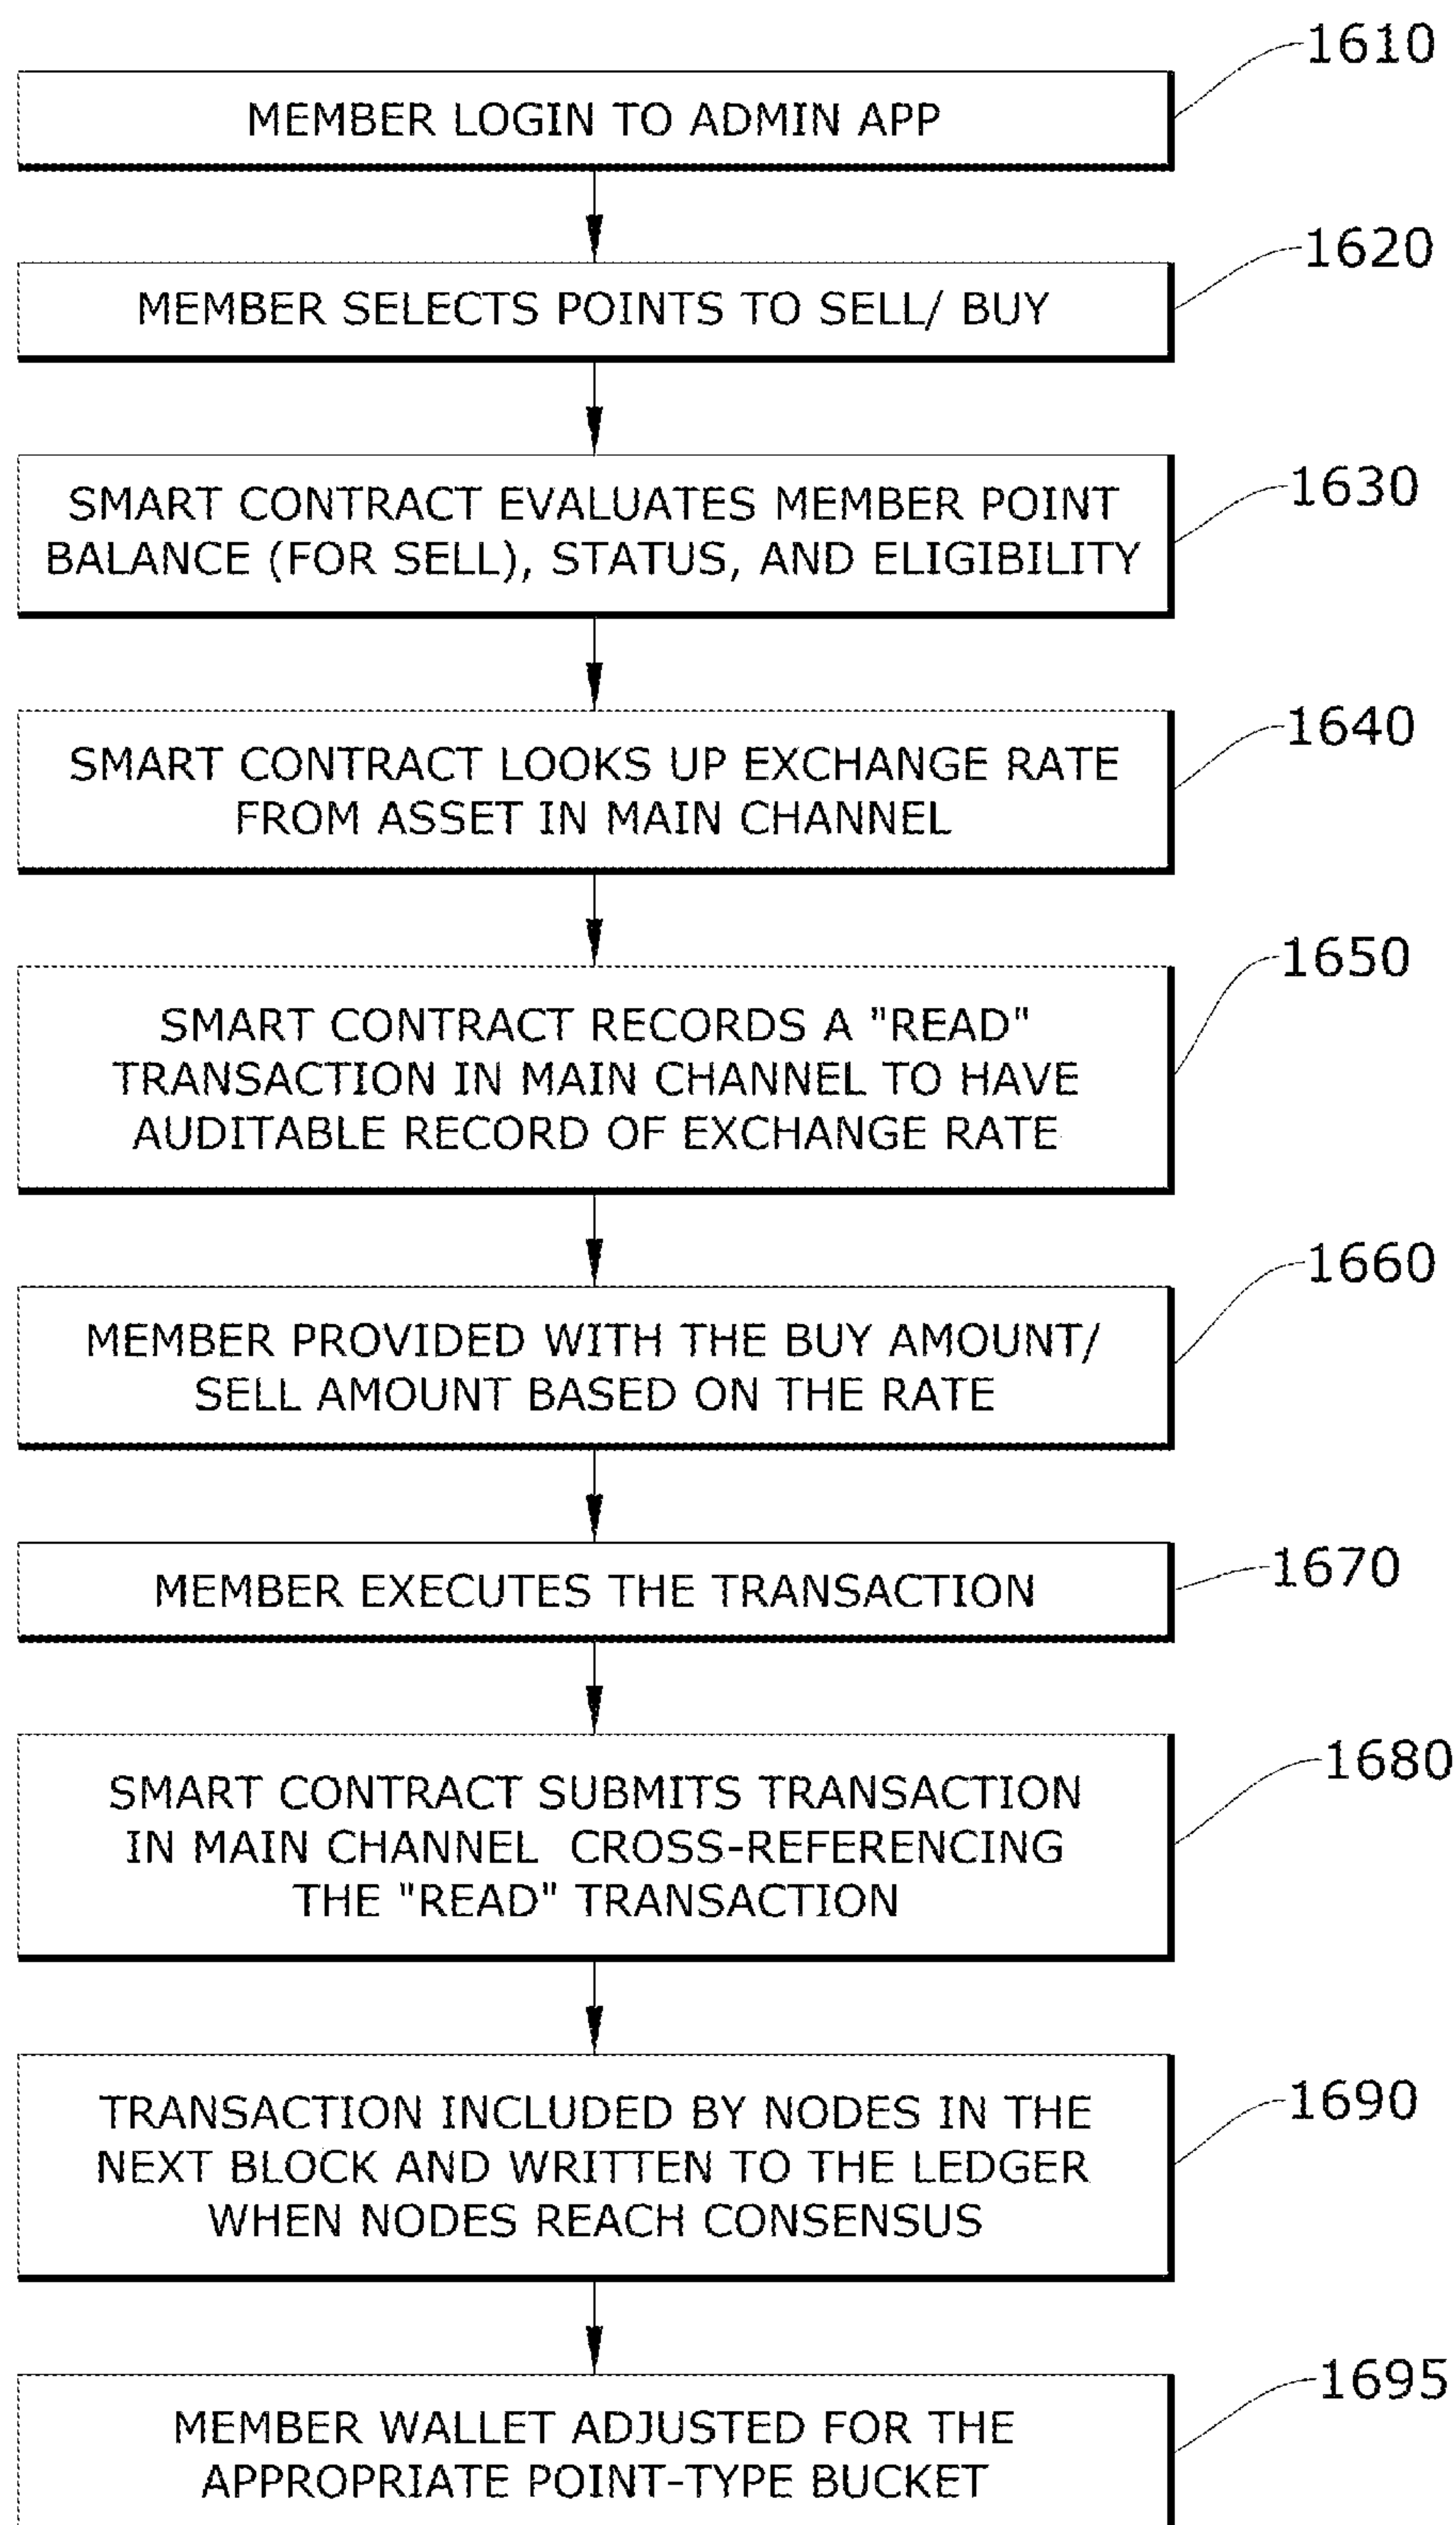 1610
MEMBER LOGIN TO ADMIN APP
1620
MEMBER SELECTS POINTS TO SELL/ BUY
1630
SMART CONTRACT EVALUATES MEMBER POINT
BALANCE (FOR SELL), STATUS, AND ELIGIBILITY
1640
SMART CONTRACT LOOKS UP EXCHANGE RATE
FROM ASSET IN MAIN CHANNEL
1650
SMART CONTRACT RECORDS A "READ"
TRANSACTION IN MAIN CHANNEL TO HAVE
AUDITABLE RECORD OF EXCHANGE RATE
1660
MEMBER PROVIDED WITH THE BUY AMOUNT/
SELL AMOUNT BASED ON THE RATE
1670
MEMBER EXECUTES THE TRANSACTION
1680
SMART CONTRACT SUBMITS TRANSACTION
IN MAIN CHANNEL CROSS-REFERENCING
THE "READ" TRANSACTION
1690
TRANSACTION INCLUDED BY NODES IN THE
NEXT BLOCK AND WRITTEN TO THE LEDGER
WHEN NODES REACH CONSENSUS
1695
MEMBER WALLET ADJUSTED FOR THE
APPROPRIATE POINT-TYPE BUCKET